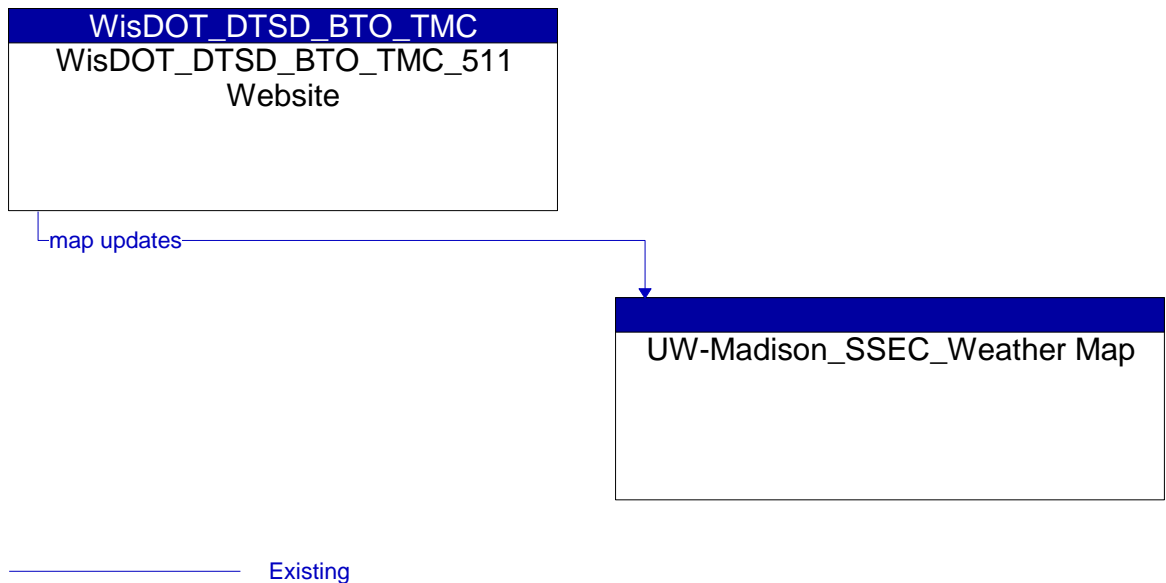 WisDOT_DTSD_BTO_TMC
WisDOT_DTSD_BTO_TMC_511
Website
map updates
UW-Madison_SSEC_Weather Map
Existing